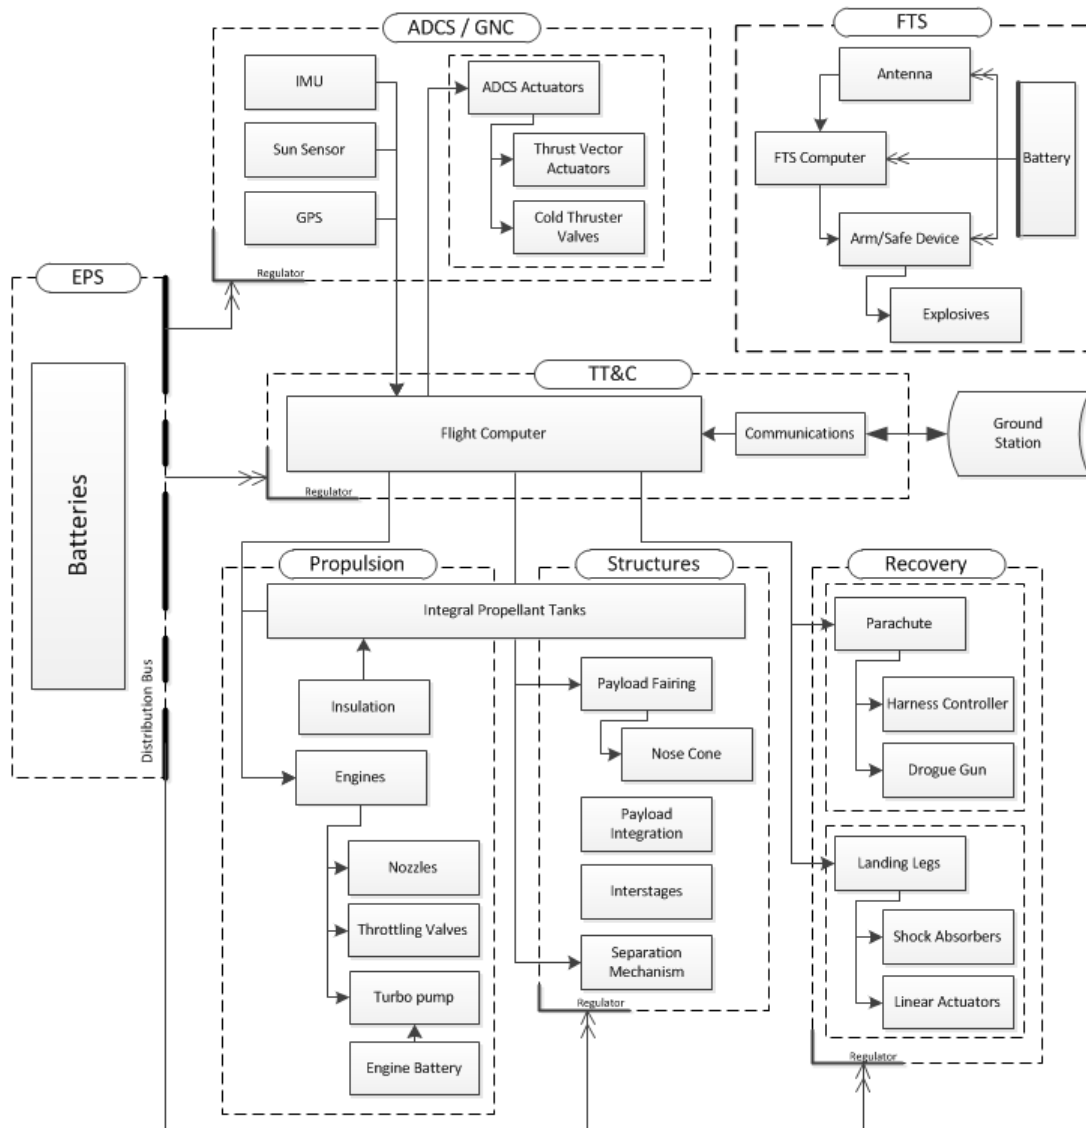 ADCS / GNC
IMU
Sun Sensor
GPS
ADCS Actuators
Thrust Vector
Actuators
Cold Thruster
Valves
Regulator
FTS
Antenna
FTS Computer
Battery
Arm/Safe Device
Explosives
EPS
Batteries
Distribution Bus
TT&C
Flight Computer
Communications
Ground
Station
Regulator
Propulsion
Integral Propellant Tanks
Insulation
Engines
Nozzles
Throttling Valves
Turbo pump
Engine Battery
Structures
Payload Fairing
Nose Cone
Payload
Integration
Interstages
Separation
Mechanism
Regulator
Recovery
Parachute
Harness Controller
Drogue Gun
Landing Legs
Shock Absorbers
Linear Actuators
Regulator